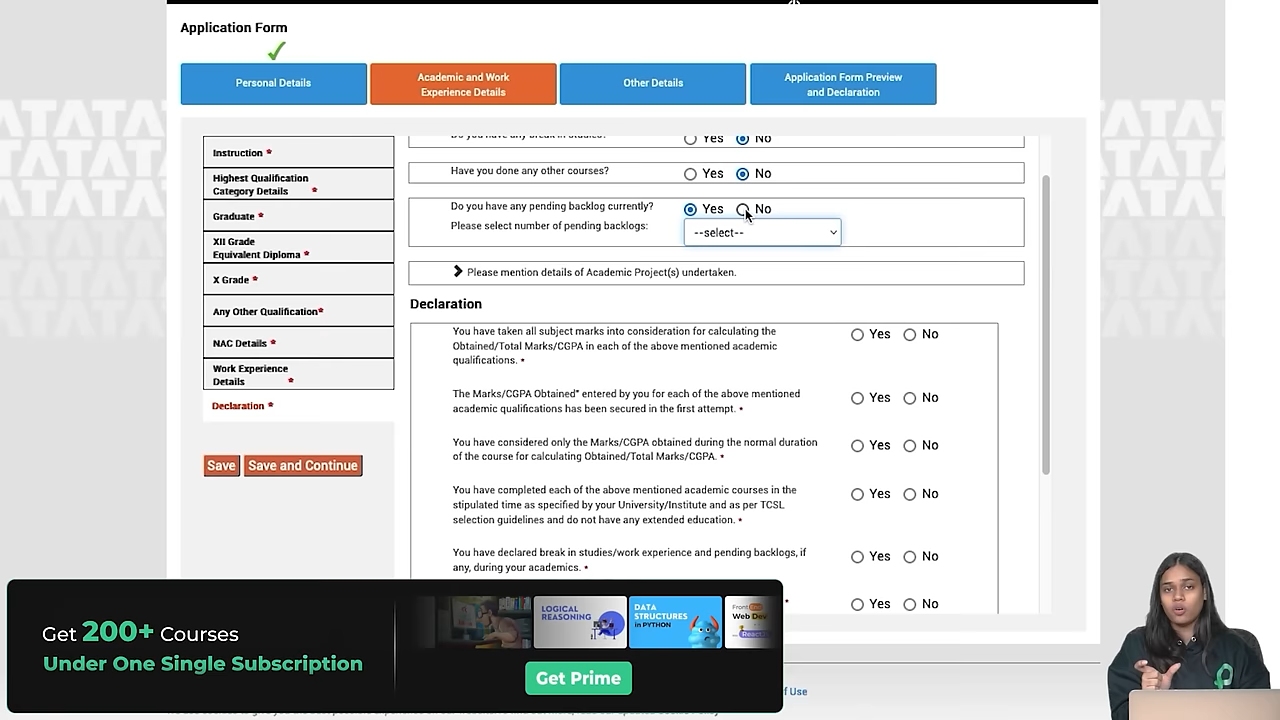 Application Form
Personal Details
Academic and Work
Experience Details
Other Details
Application Form Preview
and Declaration
Instruction *
Highest Qualification
Category Details *
Graduate *
XII Grade
Equivalent Diploma *
X Grade *
Any Other Qualification*
NAC Details *
Work Experience
Details *
Declaration *
Save
Save and Continue
Do you have any break in studies?
Yes No
Have you done any other courses?
Yes No
Do you have any pending backlog currently?
Yes No
Please select number of pending backlogs:
--select--
Please mention details of Academic Project(s) undertaken.
Declaration
You have taken all subject marks into consideration for calculating the
Obtained/Total Marks/CGPA in each of the above mentioned academic
qualifications. *
Yes No
The Marks/CGPA Obtained* entered by you for each of the above mentioned
academic qualifications has been secured in the first attempt. *
Yes No
You have considered only the Marks/CGPA obtained during the normal duration
of the course for calculating Obtained/Total Marks/CGPA. *
Yes No
You have completed each of the above mentioned academic courses in the
stipulated time as specified by your University/Institute and as per TCSL
selection guidelines and do not have any extended education. *
Yes No
You have declared break in studies/work experience and pending backlogs, if
any, during your academics. *
Yes No
*
Yes No
Get 200+ Courses
Under One Single Subscription
LOGICAL
REASONING
DATA
STRUCTURES
in PYTHON
Front
Web Dev
React
Get Prime
f Use